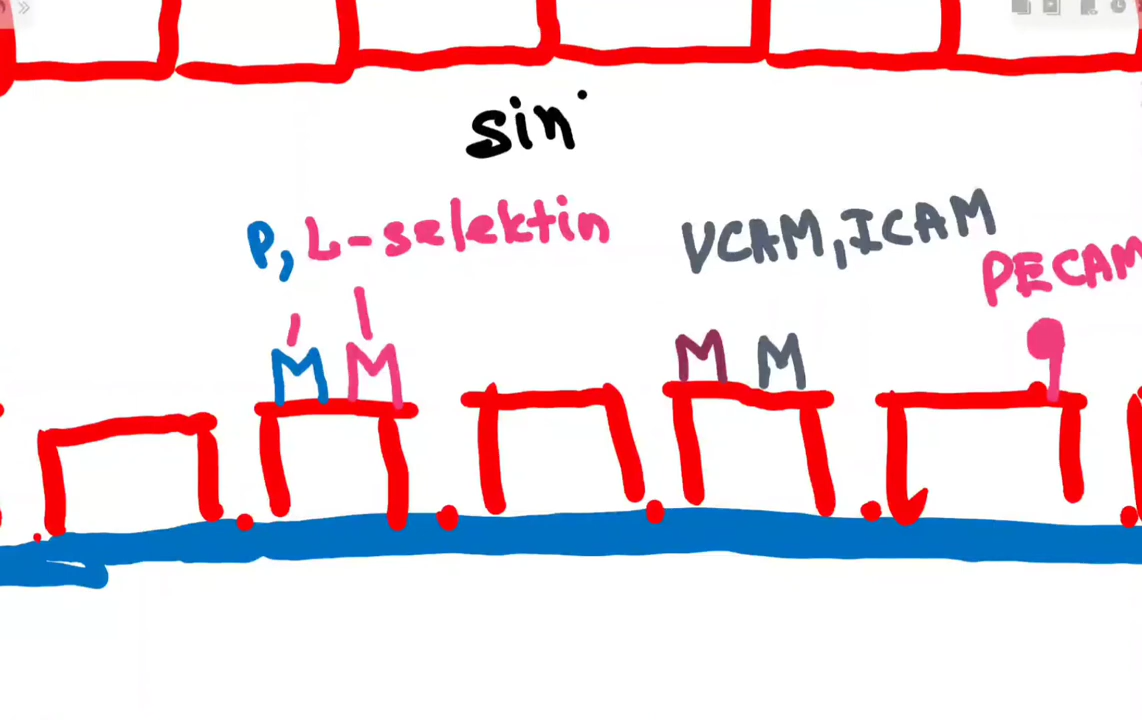 sin
P, L-selektin
VCAM, ICAM
PECAM
M M
M M